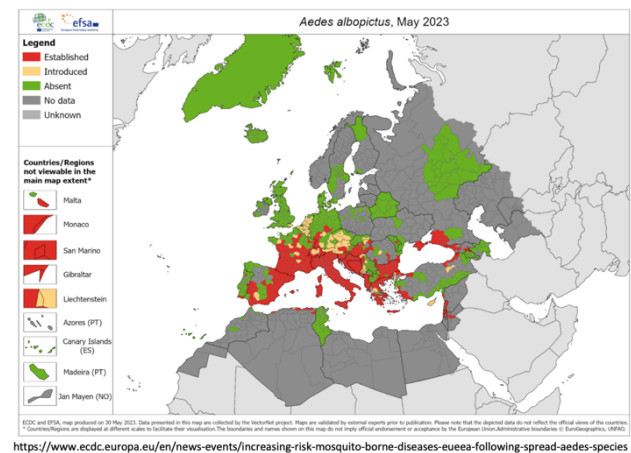 ecdc
efsa
European Food Safety Authority
Aedes albopictus, May 2023
Legend
Established
Introduced
Absent
No data
Unknown
Countries/Regions
not viewable in the
main map extent*
Malta
Monaco
San Marino
Gibraltar
Liechtenstein
Azores (PT)
Canary Islands
(ES)
Madeira (PT)
Jan Mayen (NO)
ECDC and EFSA, map produced on 30 May 2023. Data presented in this map are collected by the VectorNet project. Maps are validated by external experts prior to publication. Please note that the depicted data do not reflect the official views of the countries.
* Countries/Regions are displayed at different scales to facilitate their visualisation. The boundaries and names shown on this map do not imply official endorsement or acceptance by the European Union. Administrative boundaries © EuroGeographics, UNFAO.
https://www.ecdc.europa.eu/en/news-events/increasing-risk-mosquito-borne-diseases-eueea-following-spread-aedes-species